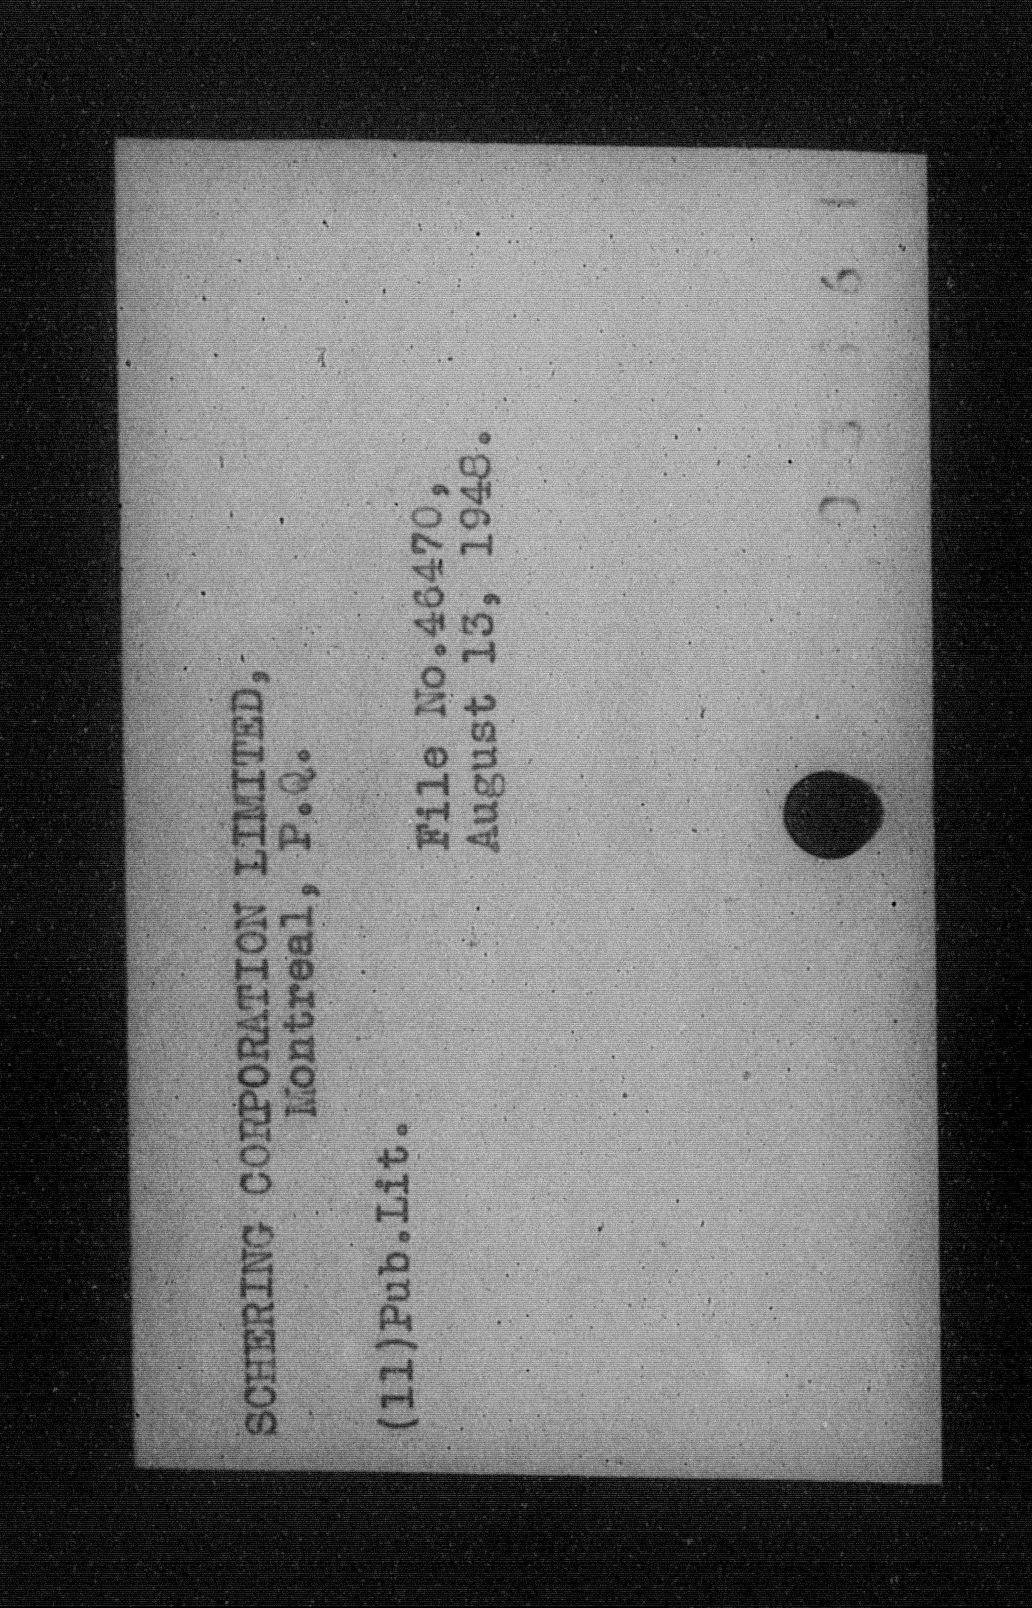 SCHERING CORPORATION LIMITED,
Montreal, P.Q.
(11)Pub.Lit.
File No.46470,
August 13, 1948.